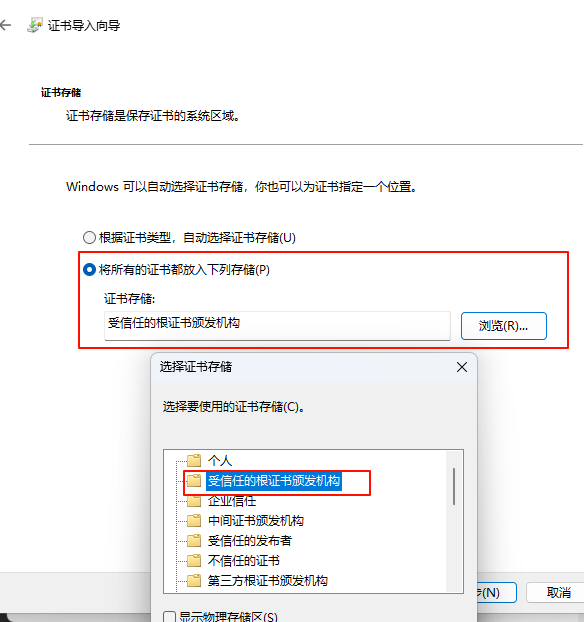 证书导入向导
证书存储
证书存储是保存证书的系统区域。
Windows 可以自动选择证书存储，你也可以为证书指定一个位置。
根据证书类型，自动选择证书存储(U)
将所有的证书都放入下列存储(P)
证书存储:
受信任的根证书颁发机构
浏览(R)...
选择证书存储
选择要使用的证书存储(C)。
个人
受信任的根证书颁发机构
企业信任
中间证书颁发机构
受信任的发布者
不信任的证书
第三方根证书颁发机构
显示物理存储区(S)
(N)
取消